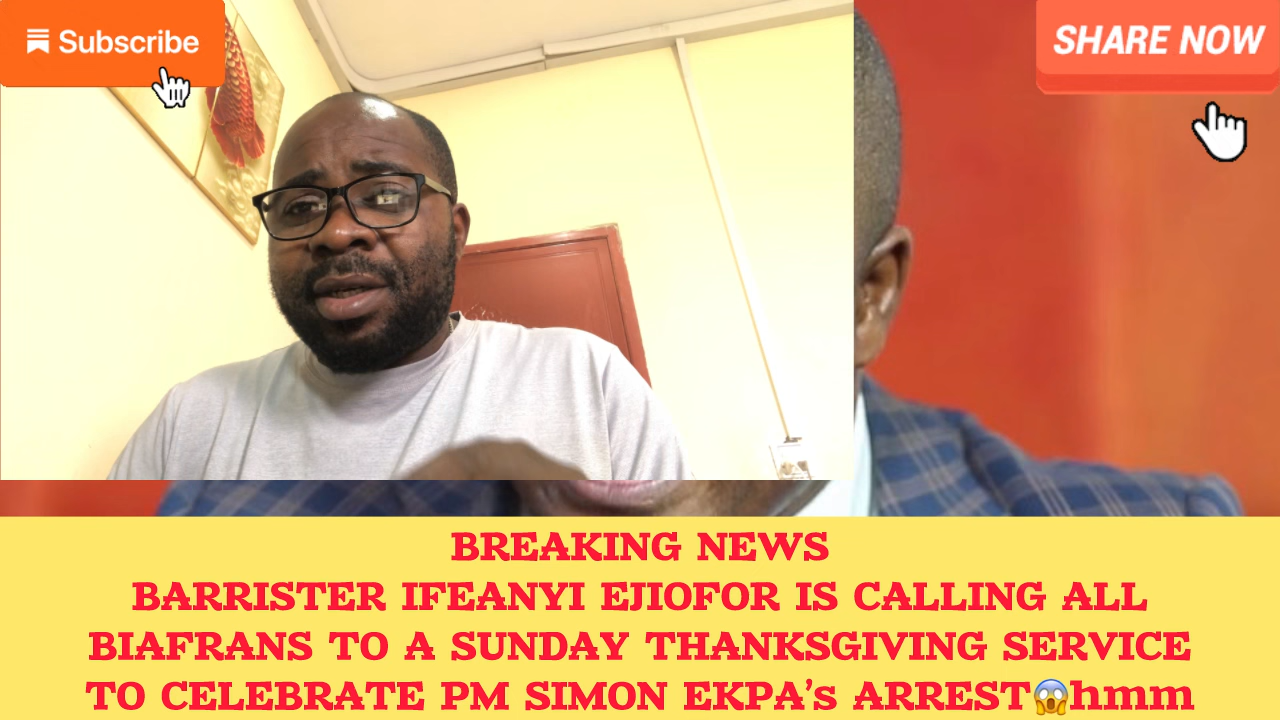 Subscribe
SHARE NOW
BREAKING NEWS
BARRISTER IFEANYI EJIOFOR IS CALLING ALL
BIAFRANS TO A SUNDAY THANKSGIVING SERVICE
TO CELEBRATE PM SIMON EKPA's ARREST😱hmm